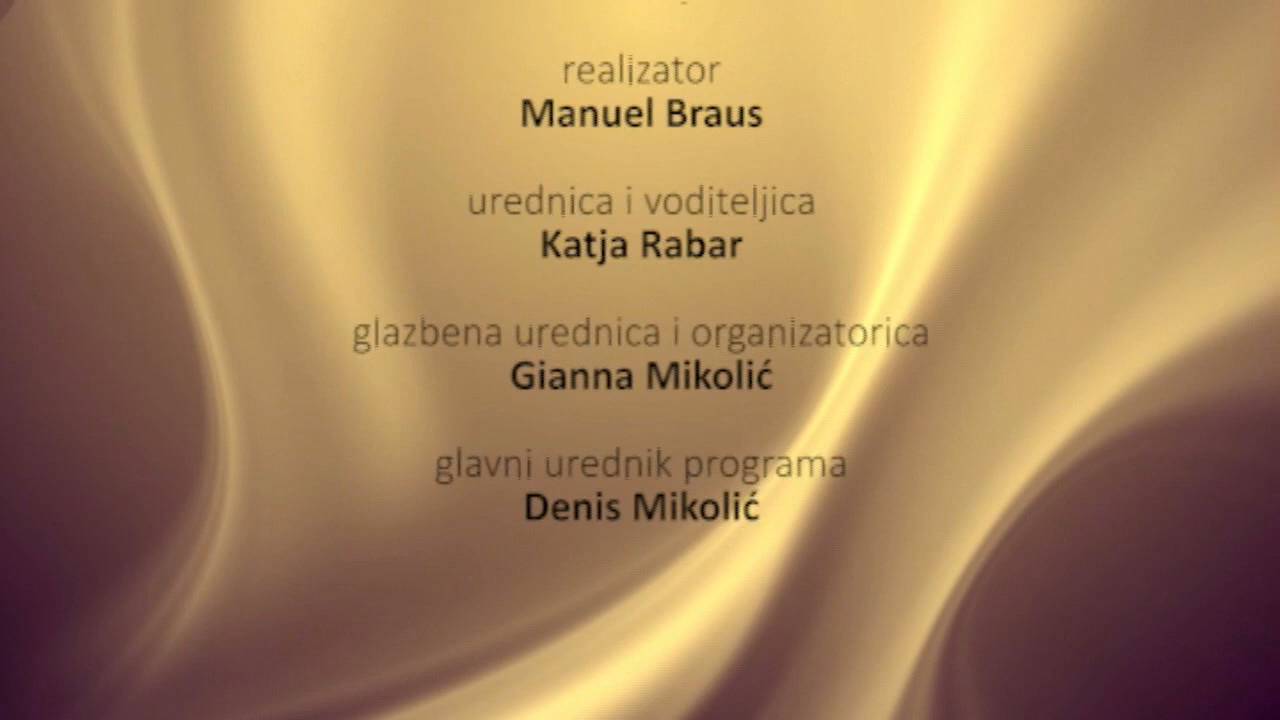 realizator
Manuel Braus
urednica i voditeljica
Katja Rabar
glazbena urednica i organizatorica
Gianna Mikolić
glavni urednik programa
Denis Mikolić